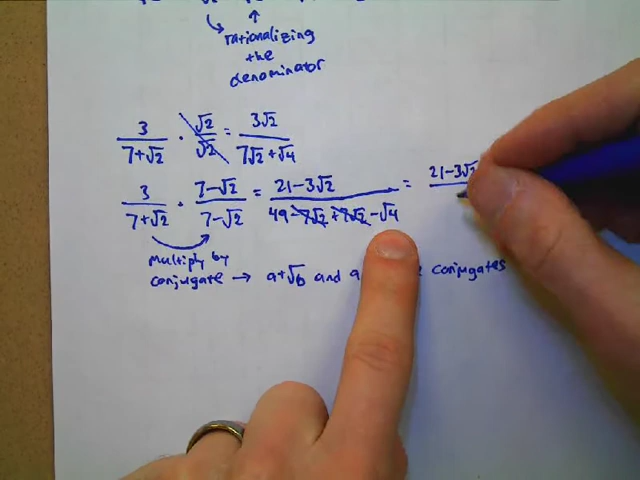 rationalizing
the
denominator
3/(7+√2) · √2/√2 = 3√2/(7√2+√4)
3/(7+√2) · (7-√2)/(7-√2) = (21-3√2)/(49-7√2+7√2-√4) = 21-3√2
multiply by
conjugate → a+√b and a conjugates